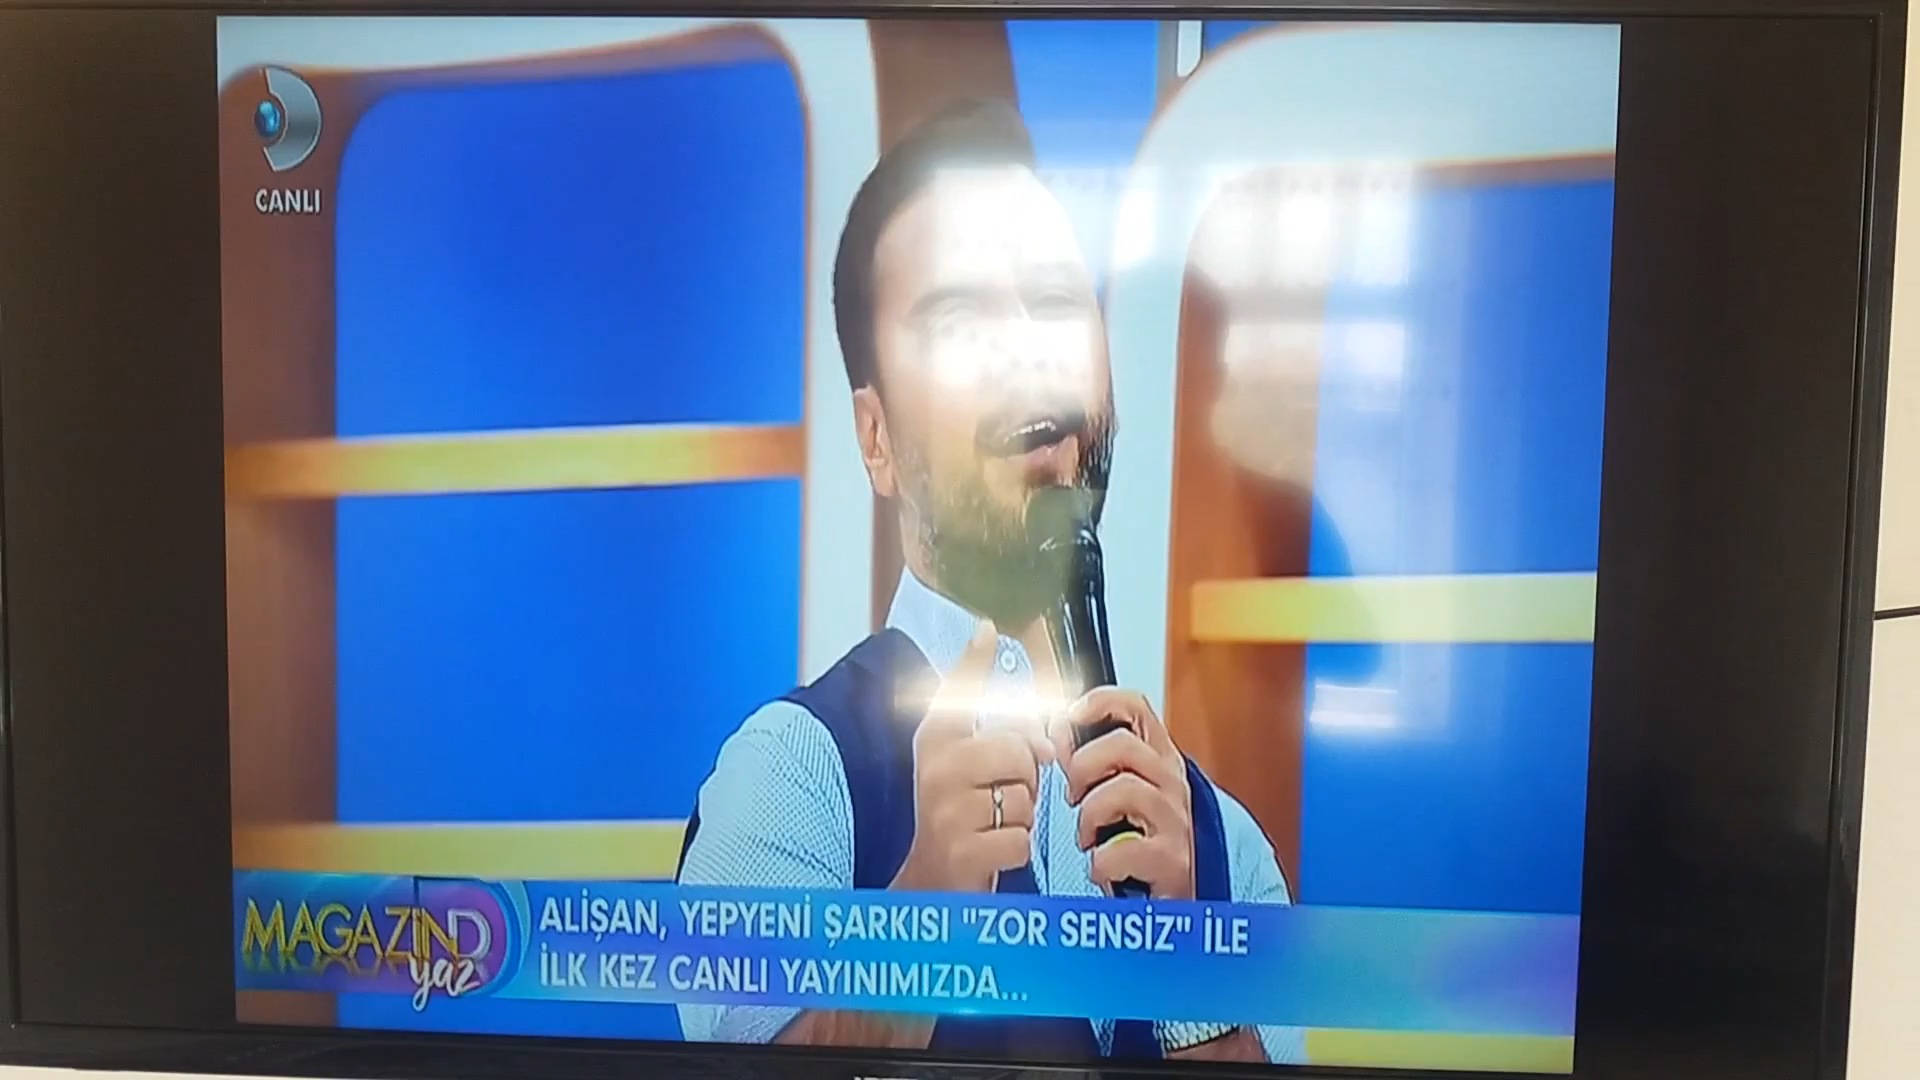 CANLI
MAGAZIN D
yaz
ALİŞAN, YEPYENİ ŞARKISI "ZOR SENSİZ" İLE
İLK KEZ CANLI YAYINIMIZDA...